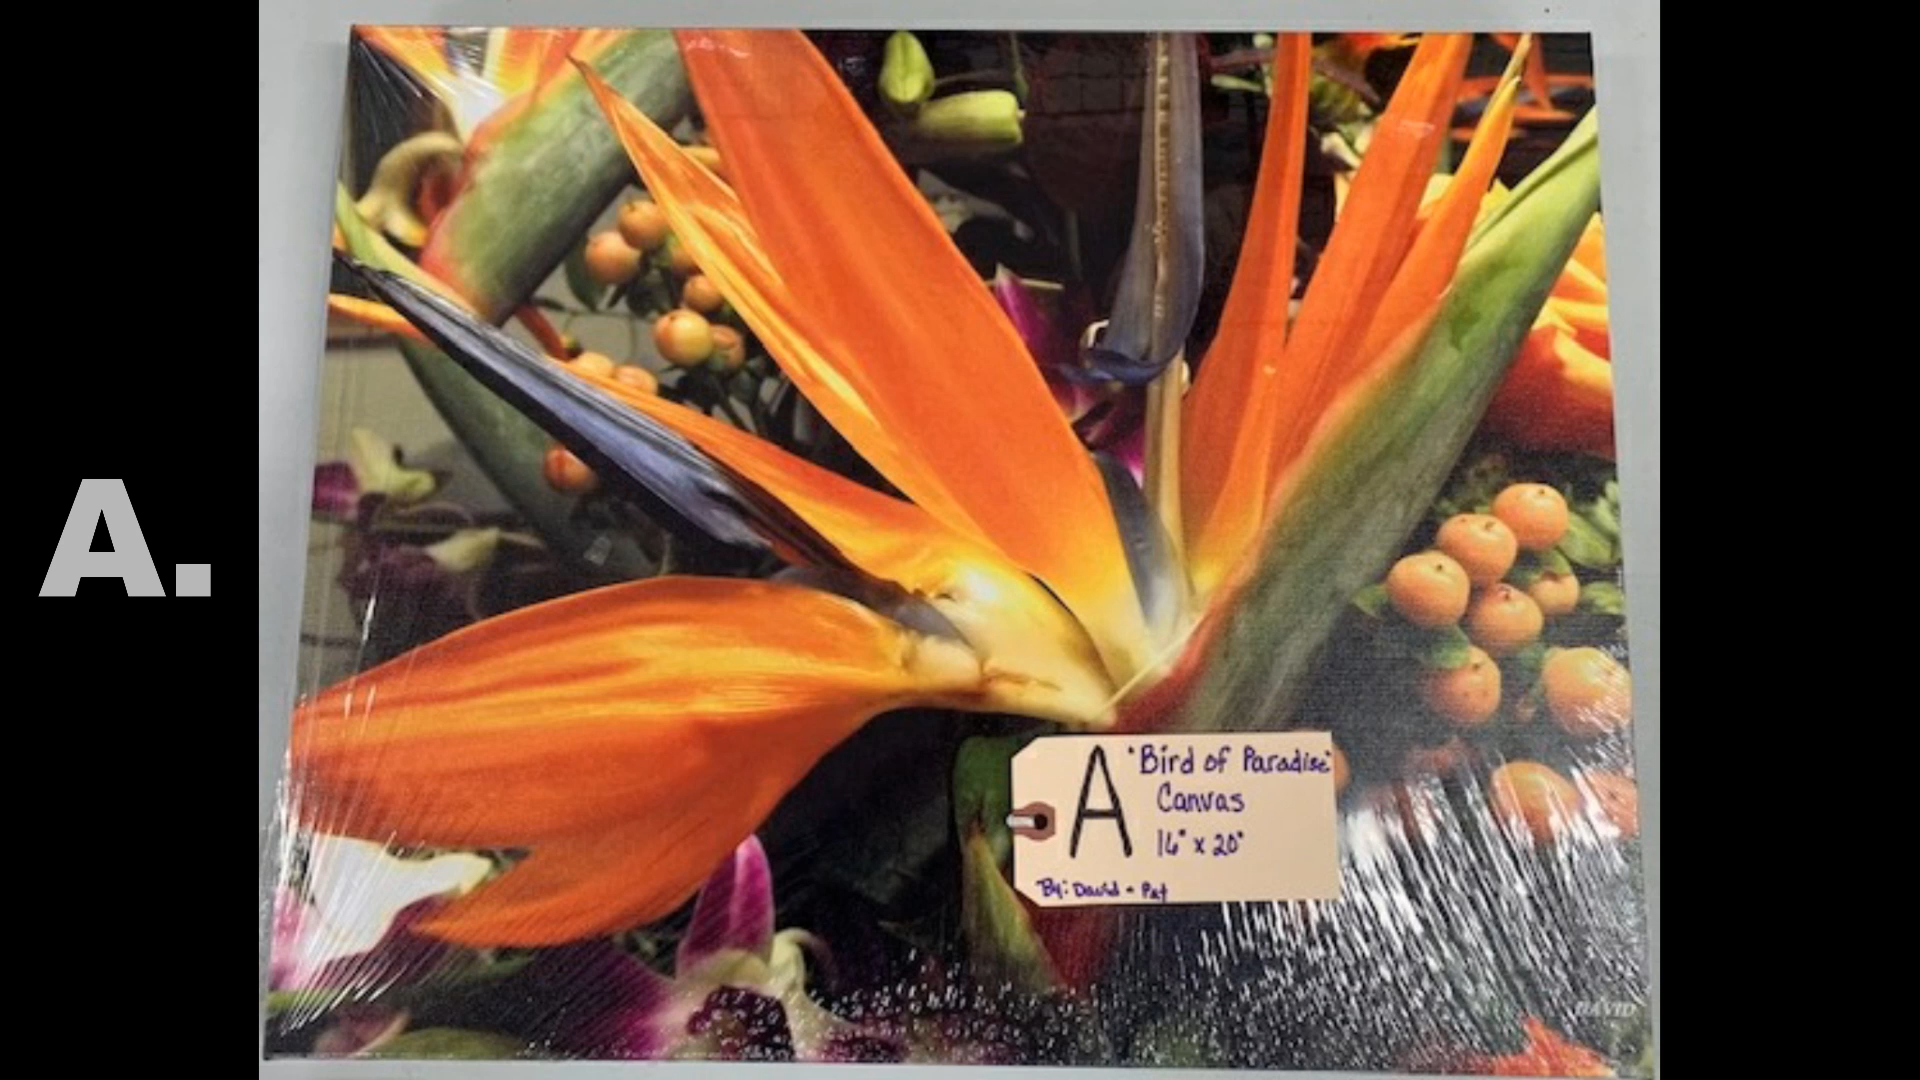 A.
A
"Bird of Paradise"
Canvas
16" x 20"
By: David + Pat
DAVID